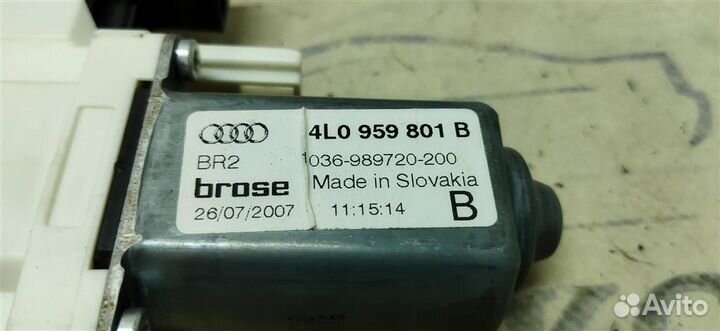 4L0 959 801 B
BR2 1036-989720-200
brose Made in Slovakia
26/07/2007 11:15:14 B
Avito